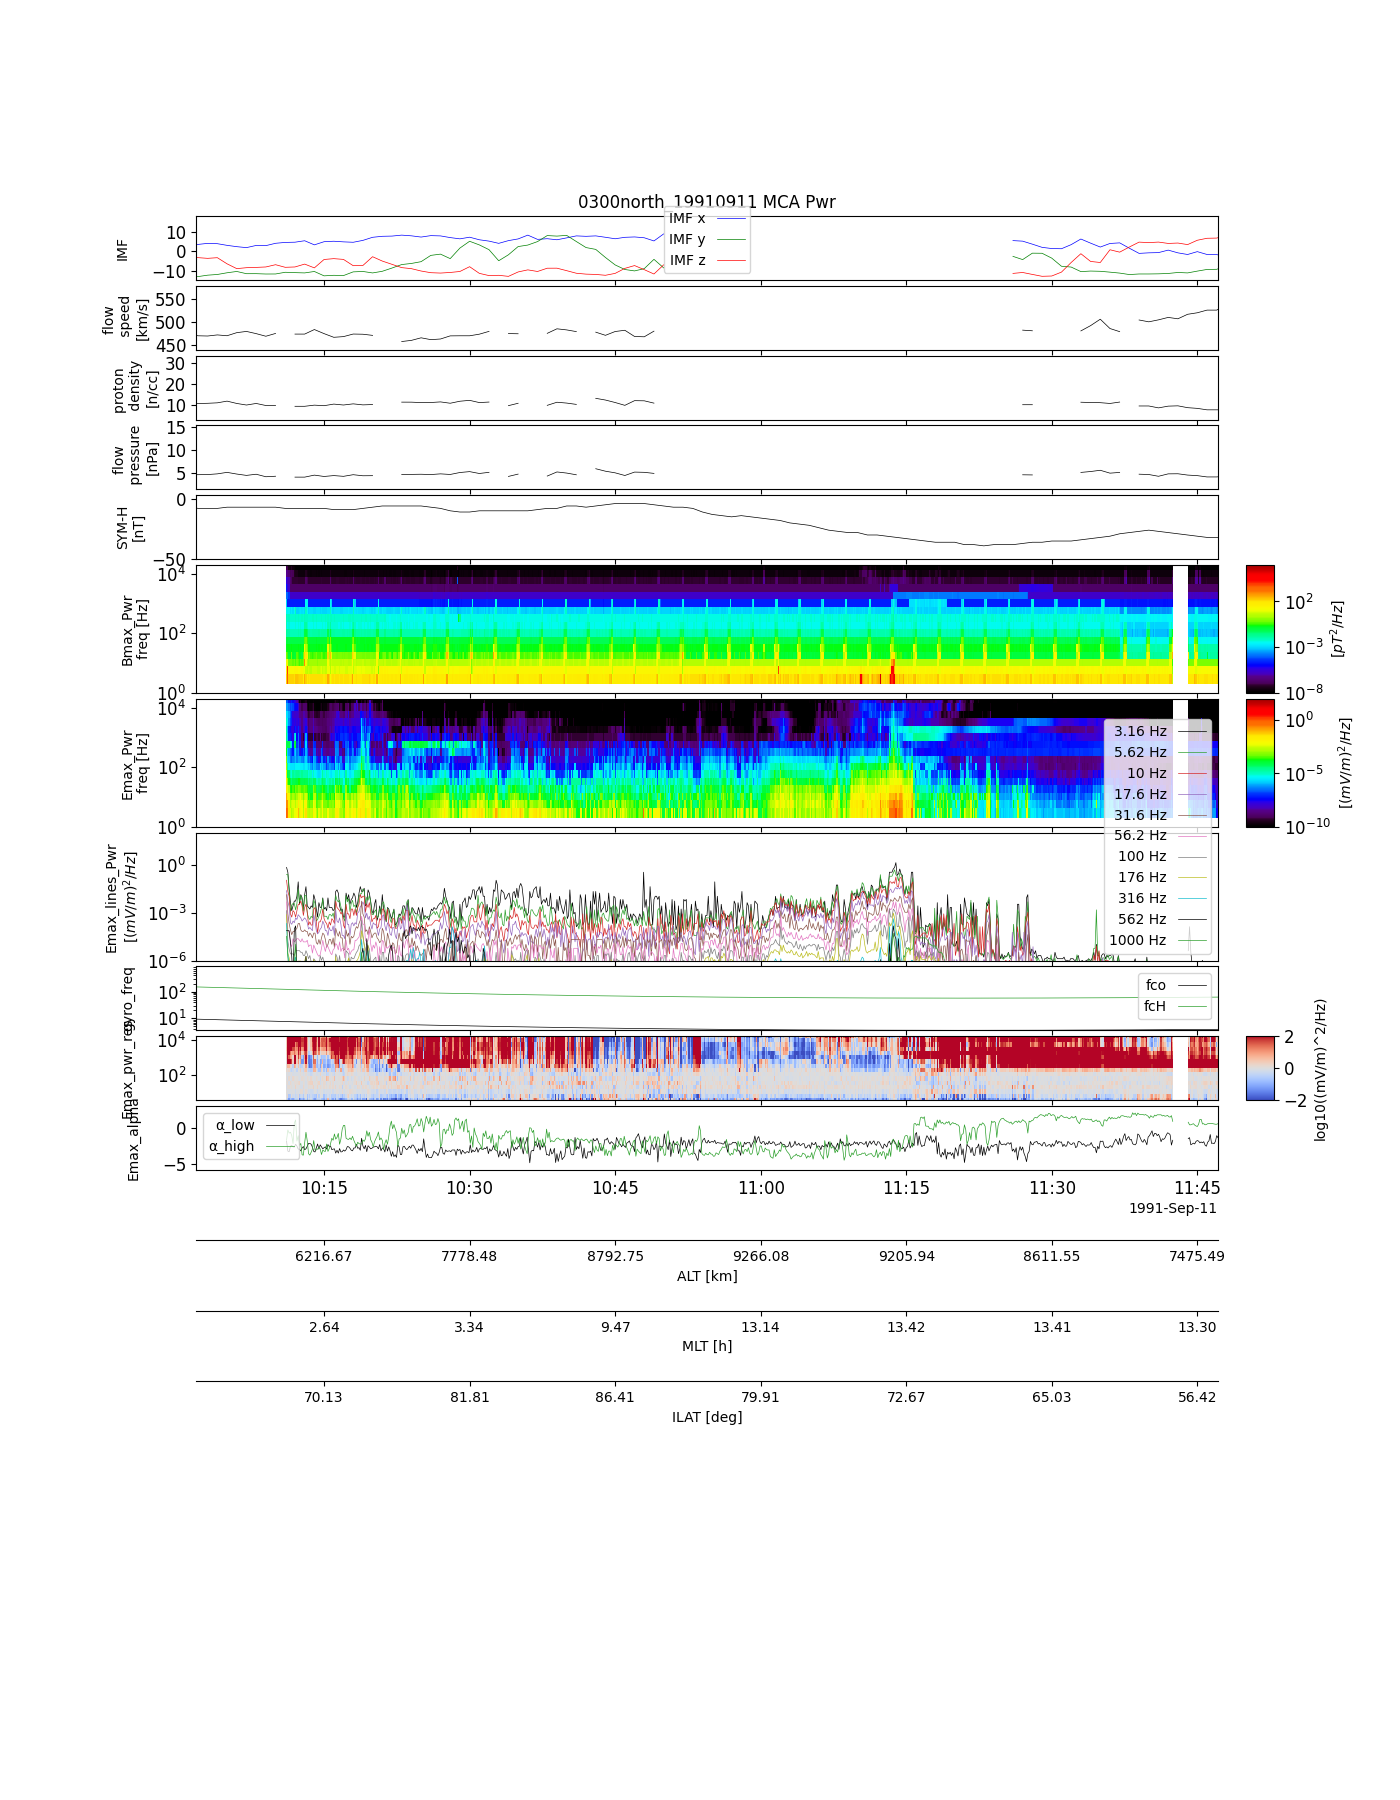 0300north_19910911 MCA Pwr
IMF
10
0
−10
IMF x
IMF y
IMF z
flow
speed
[km/s]
550
500
450
proton
density
[n/cc]
30
20
10
flow
pressure
[nPa]
15
10
5
SYM-H
[nT]
0
−50
Bmax_Pwr
freq [Hz]
10^4
10^2
10^0
10^2
10^−3
10^−8
[pT^2/Hz]
Emax_Pwr
freq [Hz]
10^4
10^2
10^0
10^0
10^−5
10^−10
[(mV/m)^2/Hz]
3.16 Hz
5.62 Hz
10 Hz
17.6 Hz
31.6 Hz
56.2 Hz
100 Hz
176 Hz
316 Hz
562 Hz
1000 Hz
Emax_lines_Pwr
[(mV/m)^2/Hz]
10^0
10^−3
10^−6
gyro_freq
10^2
10^1
fco
fcH
Emax_pwr_reg
10^4
10^2
2
0
−2
log10((mV/m)^2/Hz)
Emax_alpha
0
−5
α_low
α_high
10:15 10:30 10:45 11:00 11:15 11:30 11:45
1991-Sep-11
6216.67 7778.48 8792.75 9266.08 9205.94 8611.55 7475.49
ALT [km]
2.64 3.34 9.47 13.14 13.42 13.41 13.30
MLT [h]
70.13 81.81 86.41 79.91 72.67 65.03 56.42
ILAT [deg]